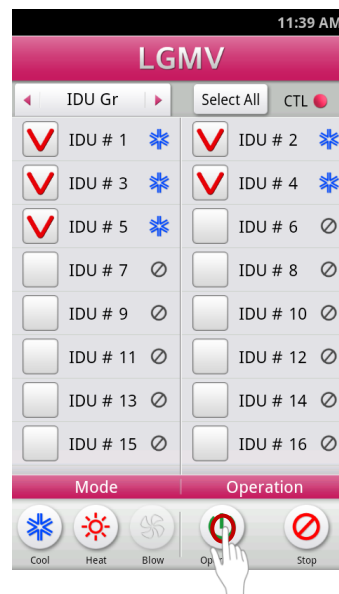 11:39 AM
LGMV
IDU Gr Select All CTL
IDU # 1 IDU # 2
IDU # 3 IDU # 4
IDU # 5 IDU # 6
IDU # 7 IDU # 8
IDU # 9 IDU # 10
IDU # 11 IDU # 12
IDU # 13 IDU # 14
IDU # 15 IDU # 16
Mode Operation
Cool Heat Blow Stop